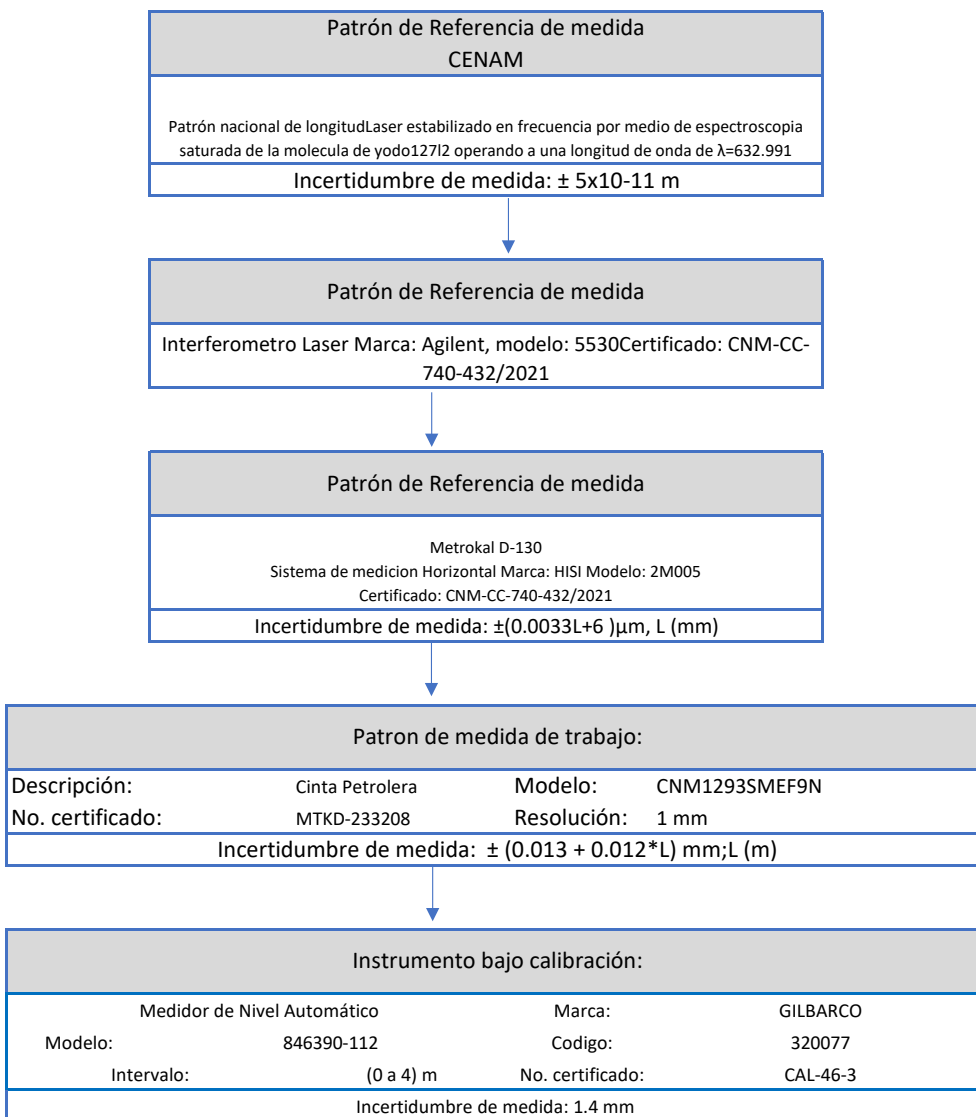 Patrón de Referencia de medida
CENAM
Patrón nacional de longitudLaser estabilizado en frecuencia por medio de espectroscopia
saturada de la molecula de yodo127l2 operando a una longitud de onda de λ=632.991
Incertidumbre de medida: ± 5x10-11 m
Patrón de Referencia de medida
Interferometro Laser Marca: Agilent, modelo: 5530Certificado: CNM-CC-
740-432/2021
Patrón de Referencia de medida
Metrokal D-130
Sistema de medicion Horizontal Marca: HISI Modelo: 2M005
Certificado: CNM-CC-740-432/2021
Incertidumbre de medida: ±(0.0033L+6 )µm, L (mm)
Patron de medida de trabajo:
Descripción: Cinta Petrolera Modelo: CNM1293SMEF9N
No. certificado: MTKD-233208 Resolución: 1 mm
Incertidumbre de medida: ± (0.013 + 0.012*L) mm;L (m)
Instrumento bajo calibración:
Medidor de Nivel Automático Marca: GILBARCO
Modelo: 846390-112 Codigo: 320077
Intervalo: (0 a 4) m No. certificado: CAL-46-3
Incertidumbre de medida: 1.4 mm